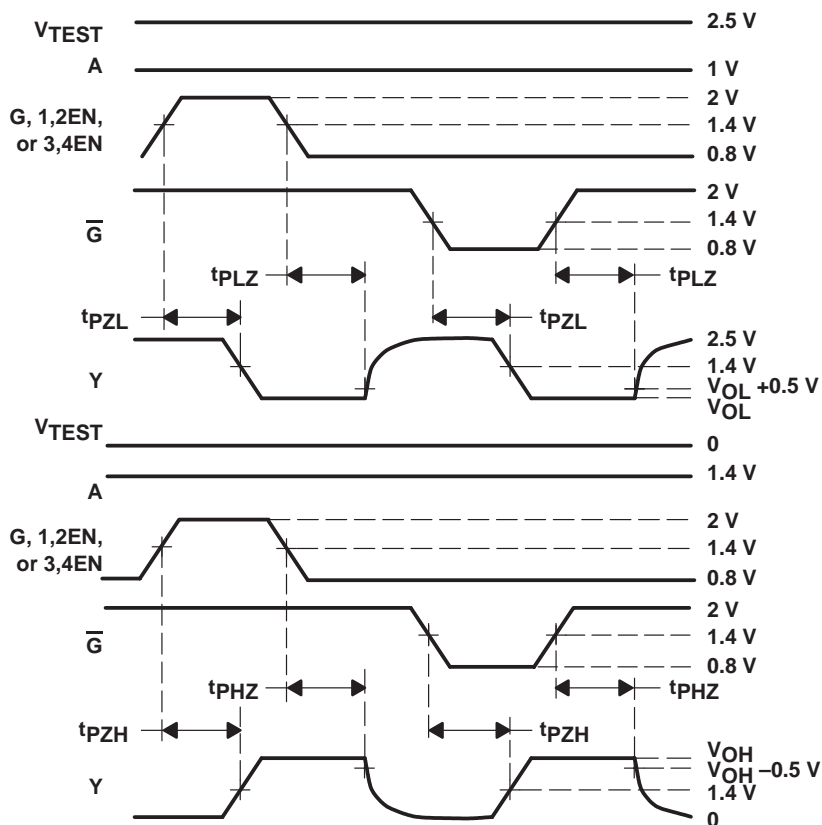 VTEST 2.5 V
A 1 V
2 V
G, 1,2EN, 1.4 V
or 3,4EN 0.8 V
2 V
G 1.4 V
0.8 V
tPLZ tPLZ
tPZL tPZL
2.5 V
1.4 V
Y VOL +0.5 V
VOL
VTEST 0
A 1.4 V
2 V
G, 1,2EN, 1.4 V
or 3,4EN 0.8 V
2 V
G 1.4 V
0.8 V
tPHZ tPHZ
tPZH tPZH
VOH
VOH –0.5 V
Y 1.4 V
0